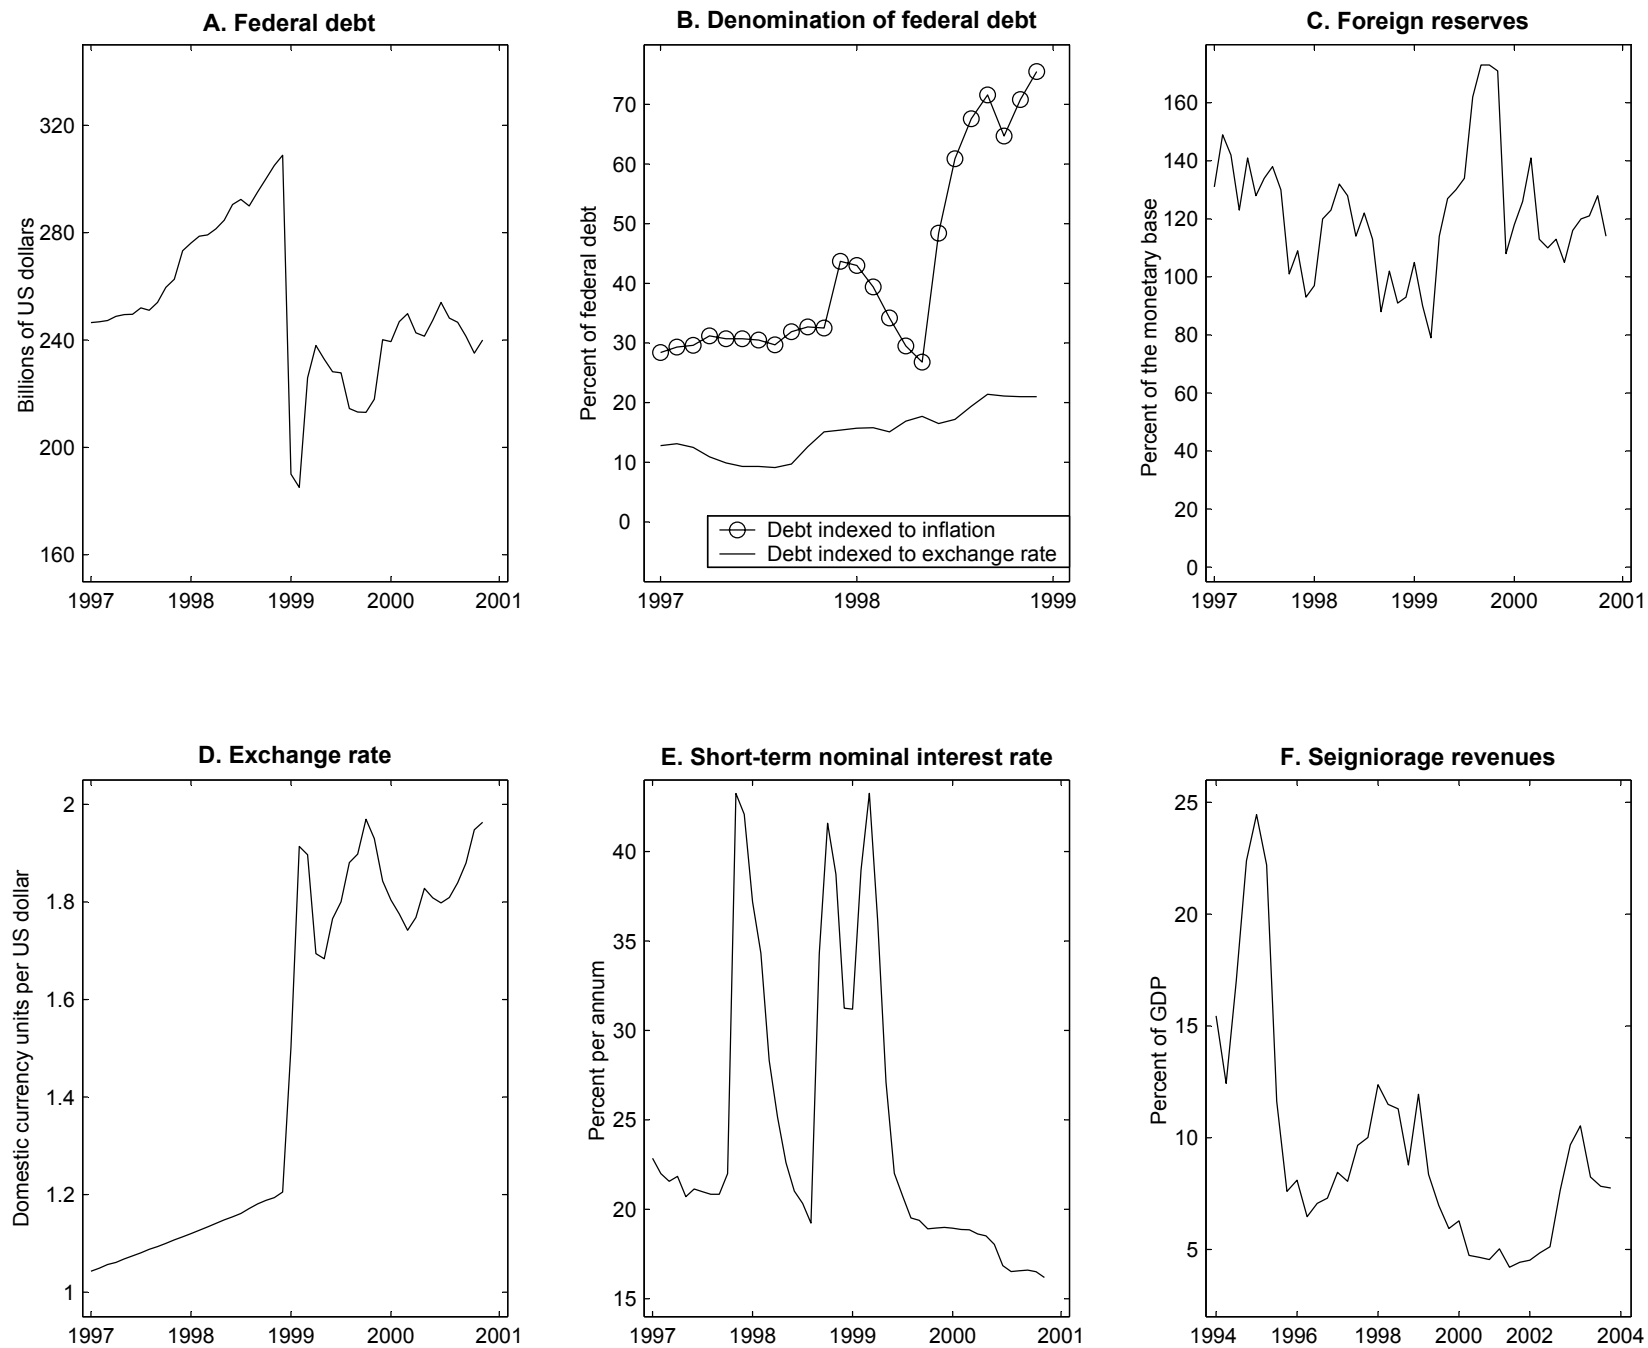 A. Federal debt
Billions of US dollars
320
280
240
200
160
1997 1998 1999 2000 2001
B. Denomination of federal debt
Percent of federal debt
70
60
50
40
30
20
10
0
Debt indexed to inflation
Debt indexed to exchange rate
1997 1998 1999
C. Foreign reserves
Percent of the monetary base
160
140
120
100
80
60
40
20
0
1997 1998 1999 2000 2001
D. Exchange rate
Domestic currency units per US dollar
2
1.8
1.6
1.4
1.2
1
1997 1998 1999 2000 2001
E. Short-term nominal interest rate
Percent per annum
40
35
30
25
20
15
1997 1998 1999 2000 2001
F. Seigniorage revenues
Percent of GDP
25
20
15
10
5
1994 1996 1998 2000 2002 2004